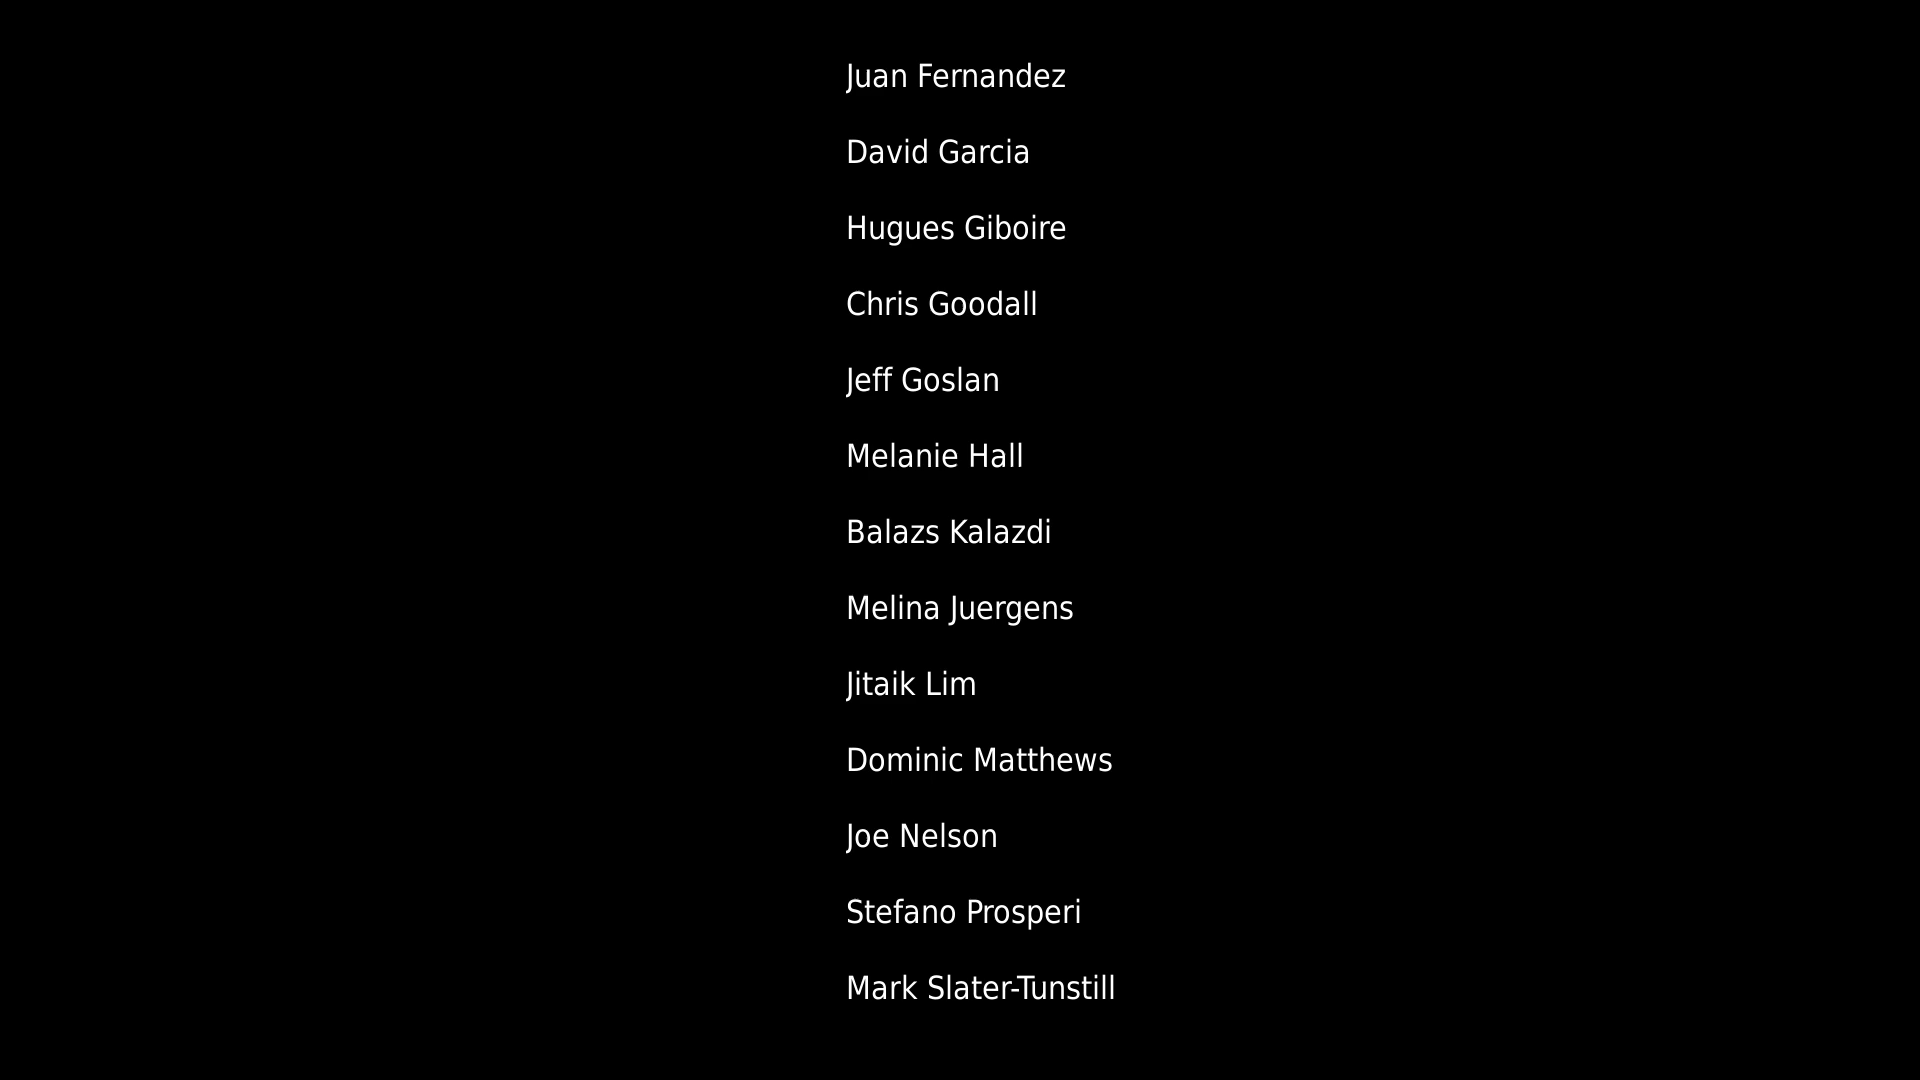 Juan Fernandez
David Garcia
Hugues Giboire
Chris Goodall
Jeff Goslan
Melanie Hall
Balazs Kalazdi
Melina Juergens
Jitaik Lim
Dominic Matthews
Joe Nelson
Stefano Prosperi
Mark Slater-Tunstill